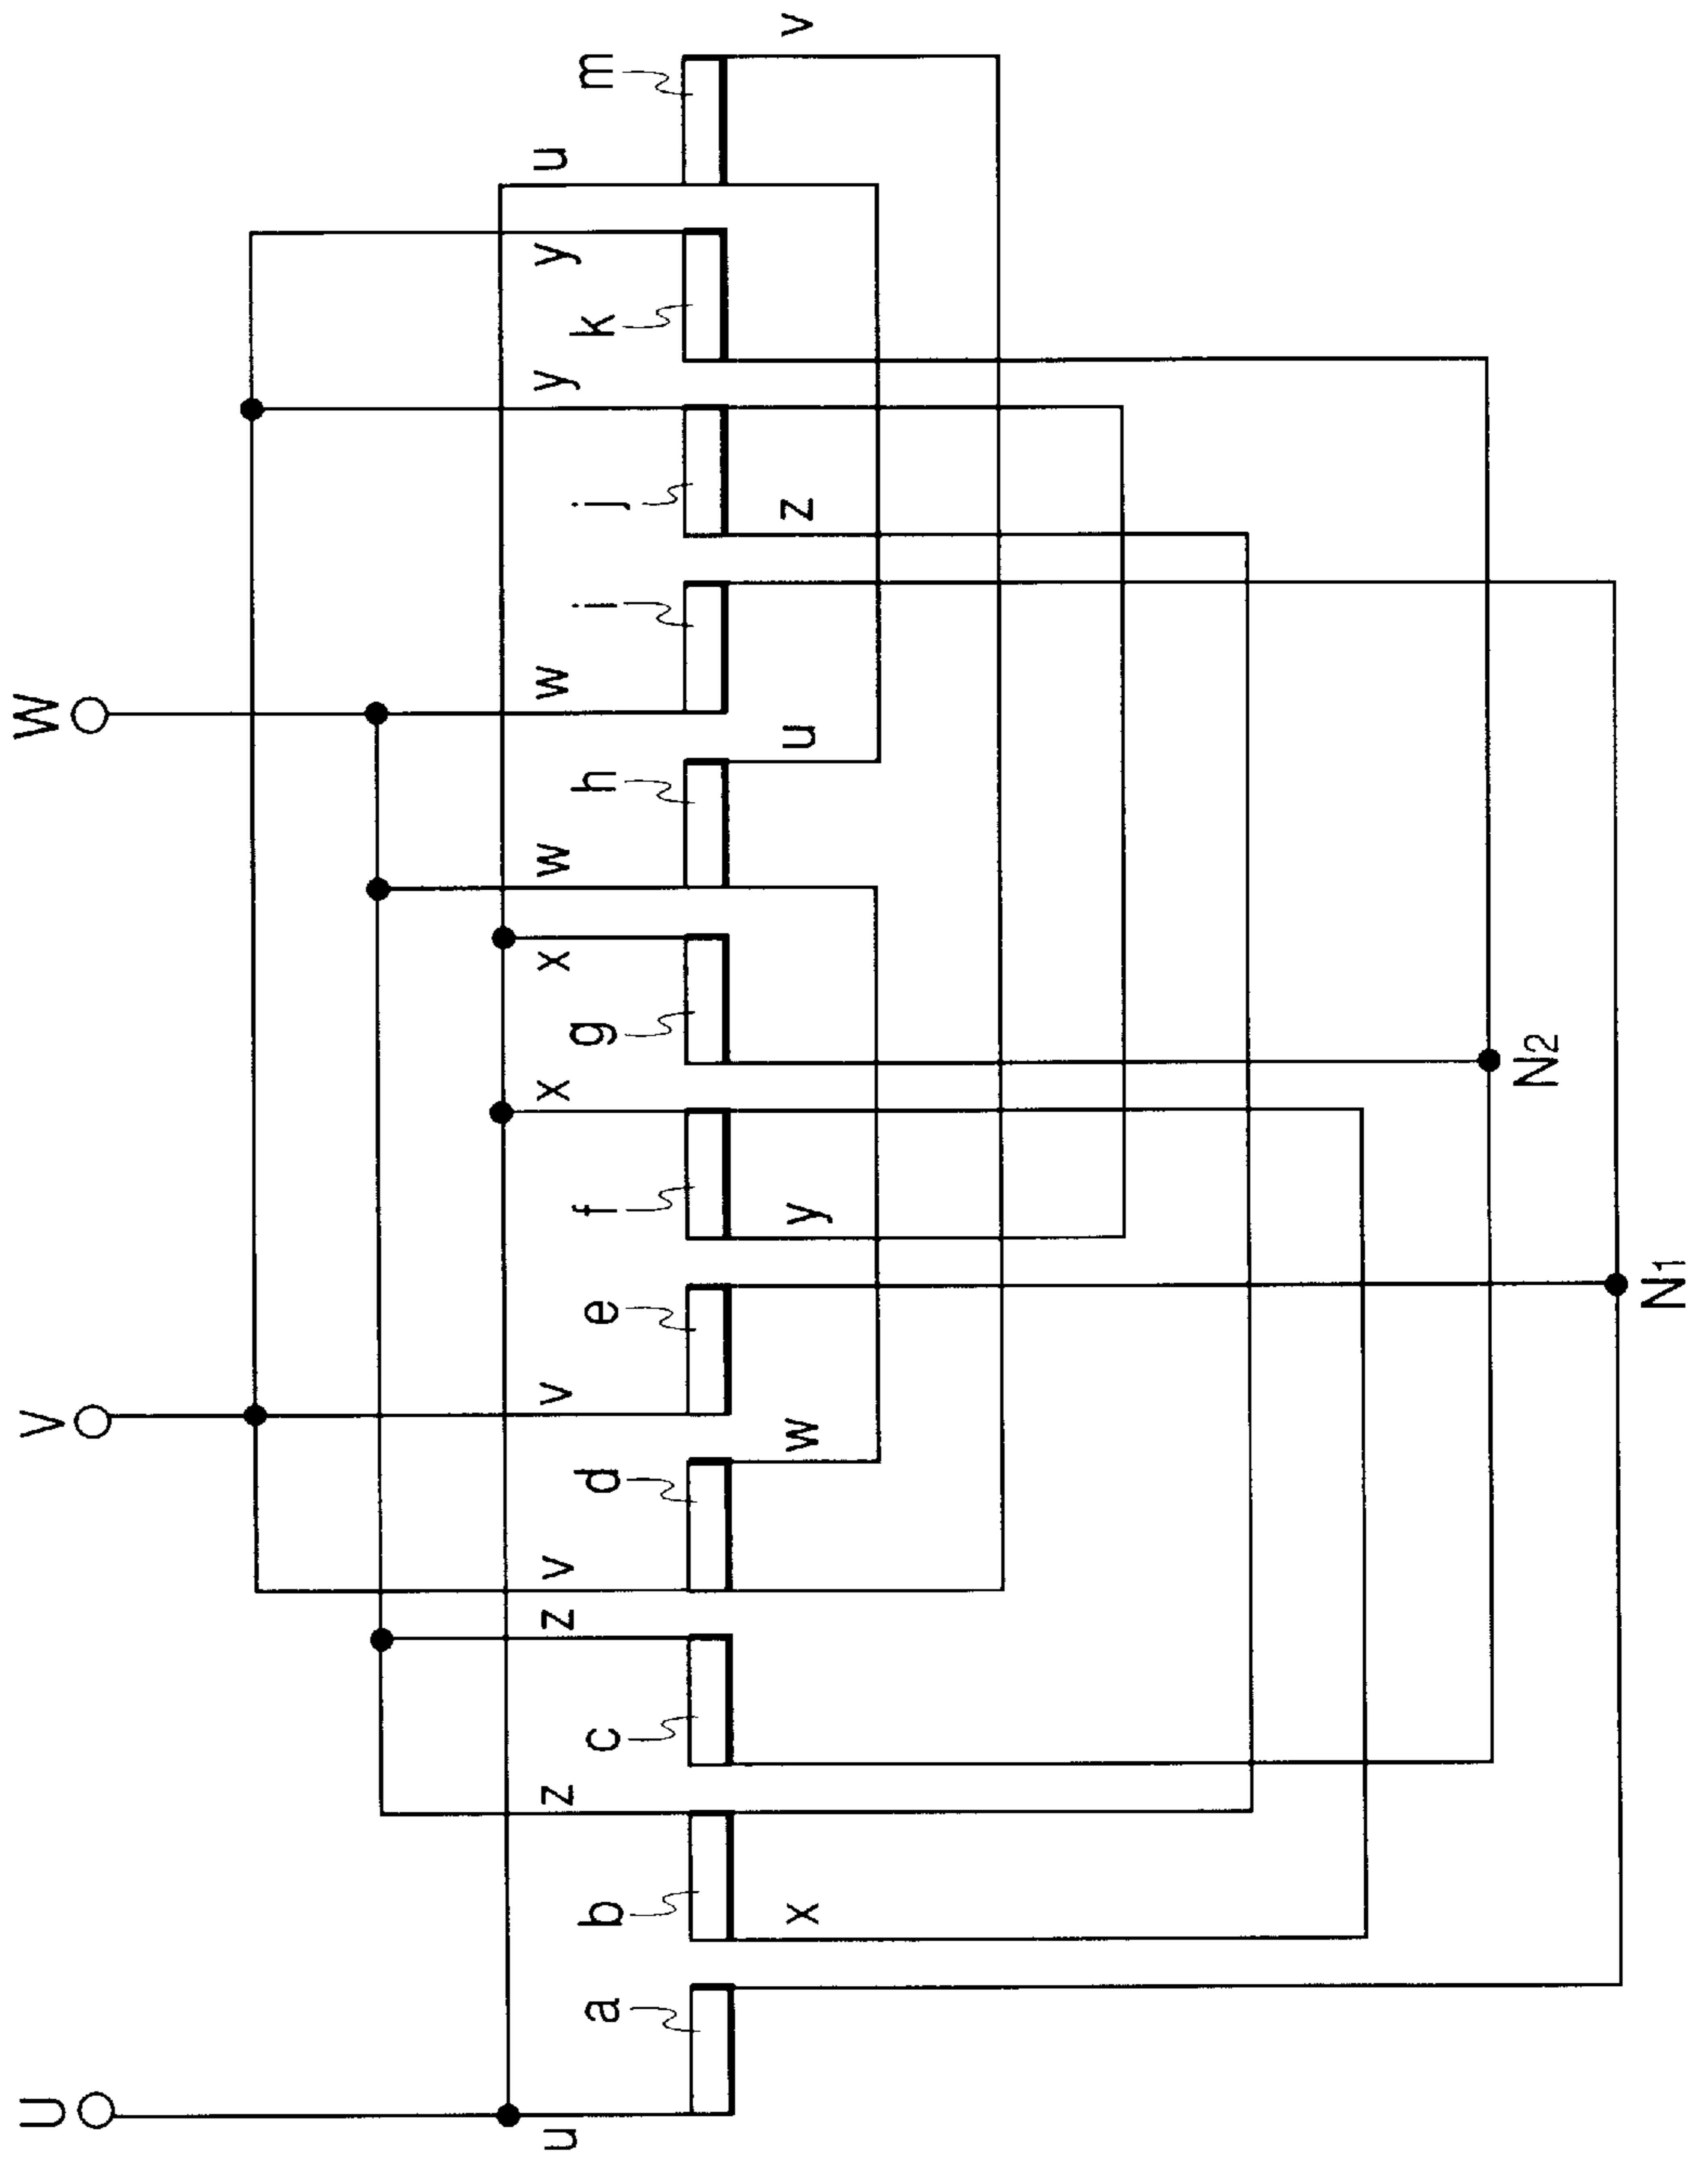 U V W
u z z v v x x w w y y u
a b c d e f g h i j k m
x w y u z v
N2
N1